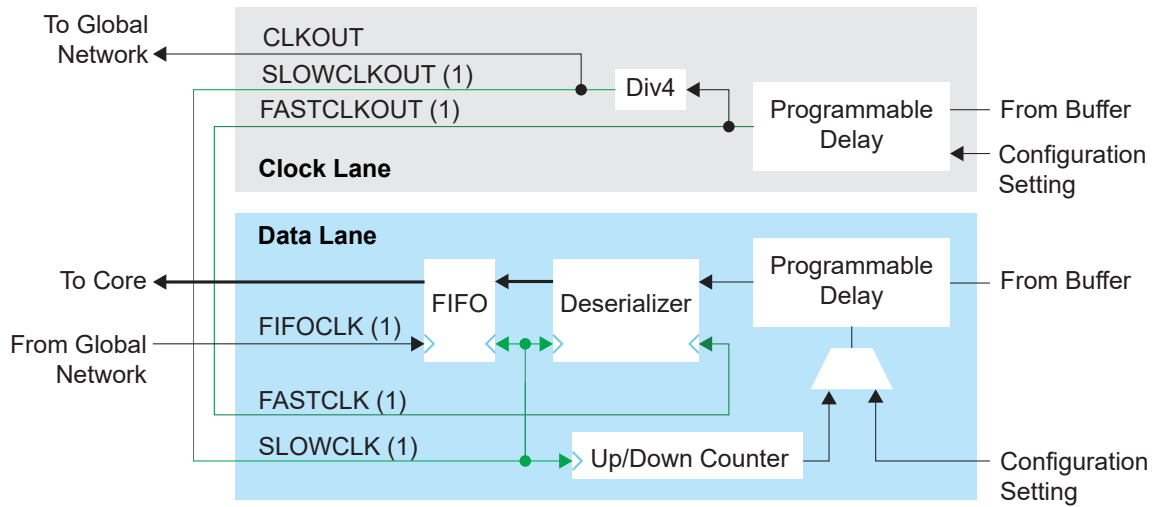 To Global
Network
CLKOUT
SLOWCLKOUT (1)
FASTCLKOUT (1)
Div4
Programmable
Delay
From Buffer
Configuration
Setting
Clock Lane
Data Lane
To Core
FIFO
Deserializer
Programmable
Delay
From Buffer
FIFOCLK (1)
From Global
Network
FASTCLK (1)
SLOWCLK (1)
Up/Down Counter
Configuration
Setting